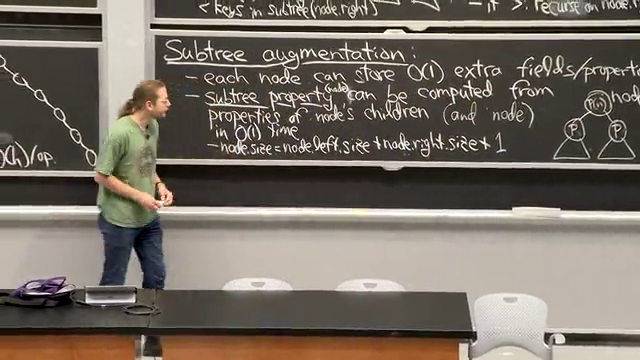 < keys in subtree(node.right)
- if >: recurse on node.r
Subtree augmentation:
- each node can store O(1) extra fields/propert
- subtree property(node) can be computed from
properties of node's children (and node)
in O(1) time
- node.size = node.left.size + node.right.size + 1
nod
P(n)
P P
(h)/op.